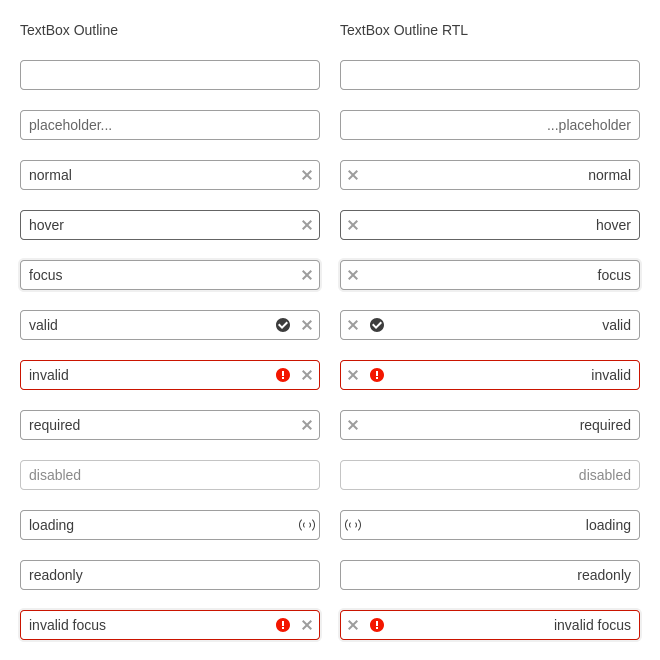 TextBox Outline
placeholder...
normal
hover
focus
valid
invalid
required
disabled
loading
readonly
invalid focus
TextBox Outline RTL
...placeholder
normal
hover
focus
valid
invalid
required
disabled
loading
readonly
invalid focus